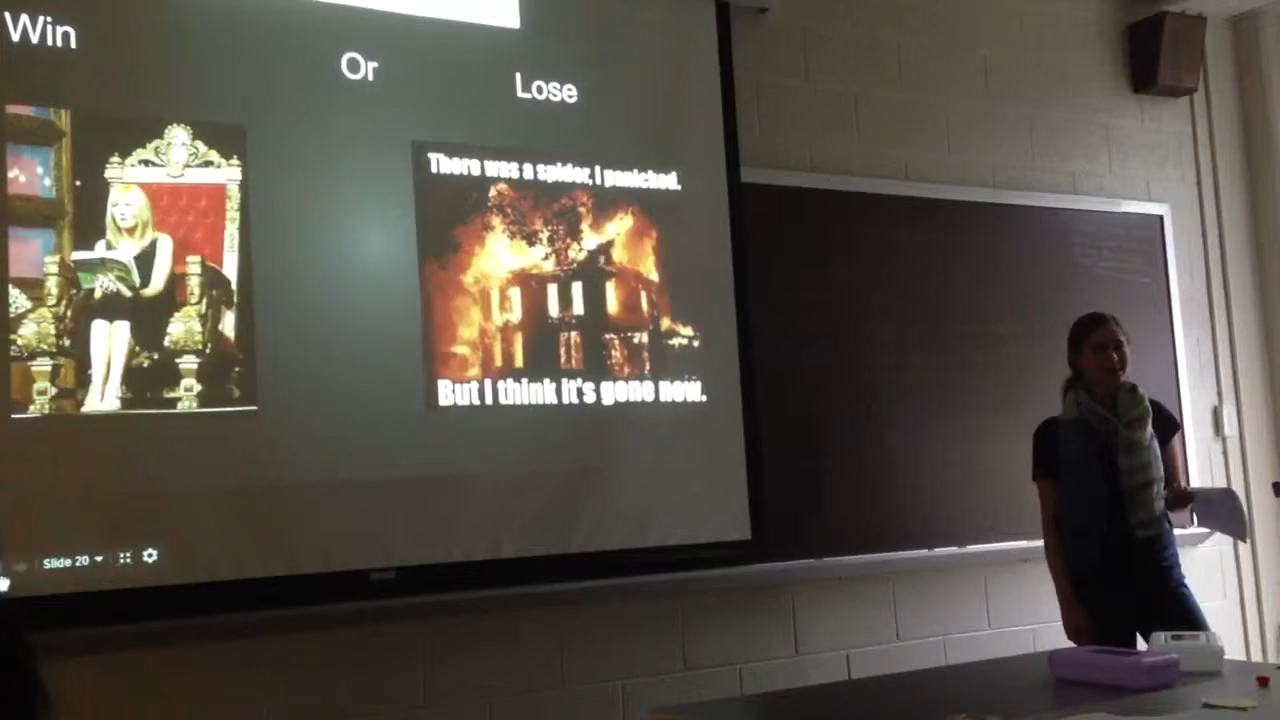 Win
Or
Lose
There was a spider, I panicked.
But I think it's gone now.
Slide 20